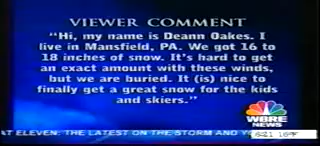 VIEWER COMMENT
"Hi, my name is Deann Oakes. I
live in Mansfield, PA. We got 16 to
18 inches of snow. It's hard to get
an exact amount with these winds,
but we are buried. It (is) nice to
finally get a great snow for the kids
and skiers."
WBRE
NEWS
AT ELEVEN: THE LATEST ON THE STORM AND